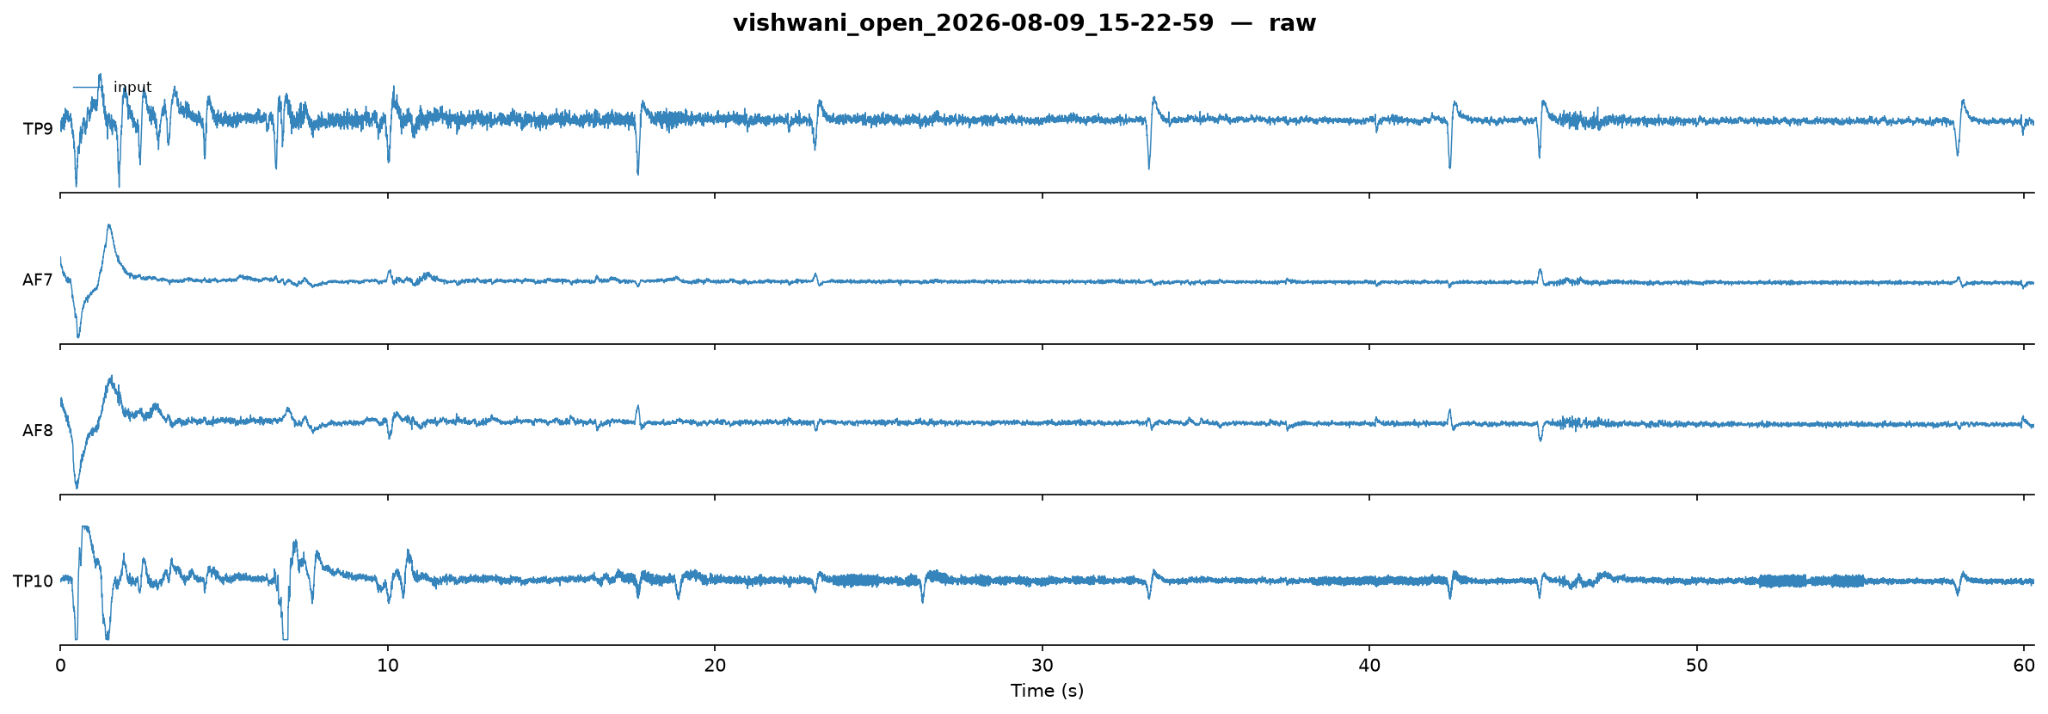 vishwani_open_2026-08-09_15-22-59 — raw
input
TP9
AF7
AF8
TP10
0 10 20 30 40 50 60
Time (s)